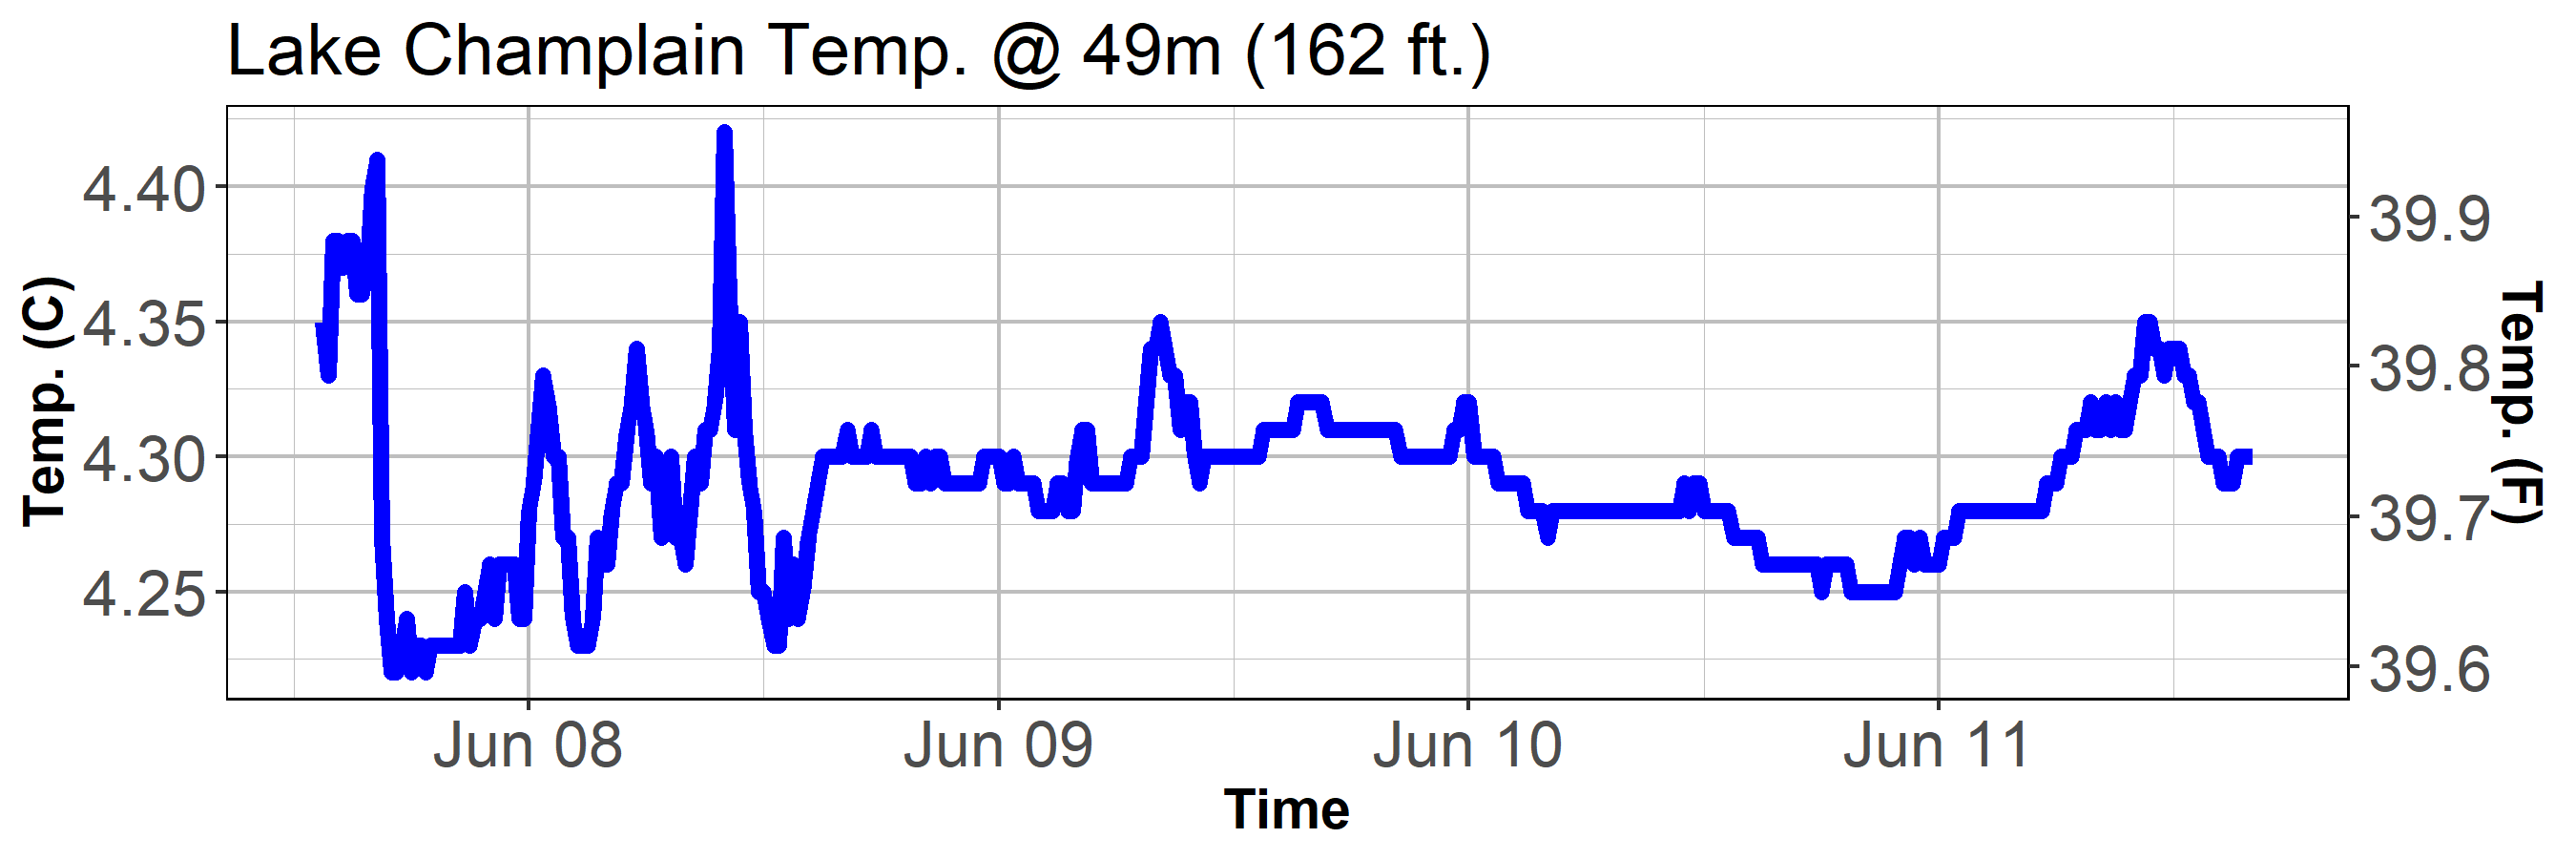 Lake Champlain Temp. @ 49m (162 ft.)
Temp. (C)
4.40
4.35
4.30
4.25
39.9
39.8
39.7
39.6
Temp. (F)
Jun 08
Jun 09
Jun 10
Jun 11
Time